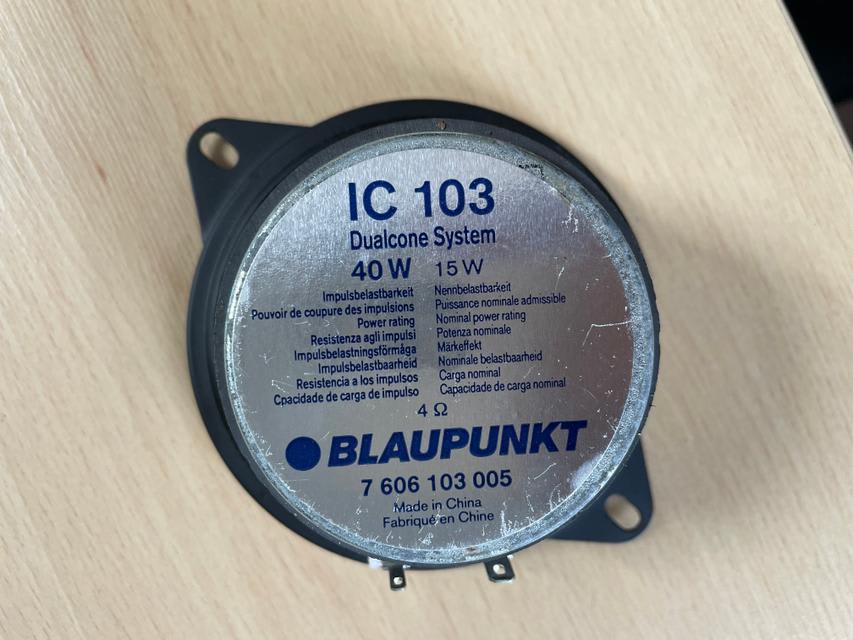 IC 103
Dualcone System
40 W 15 W
Impulsbelastbarkeit Nennbelastbarkeit
Pouvoir de coupure des impulsions Puissance nominale admissible
Power rating Nominal power rating
Resistenza agli impulsi Potenza nominale
Impulsbelastningsförmåga Märkeffekt
Impulsbelastbaarheid Nominale belastbaarheid
Resistencia a los impulsos Carga nominal
Cpacidade de carga de impulso Capacidade de carga nominal
4 Ω
BLAUPUNKT
7 606 103 005
Made in China
Fabriqué en Chine